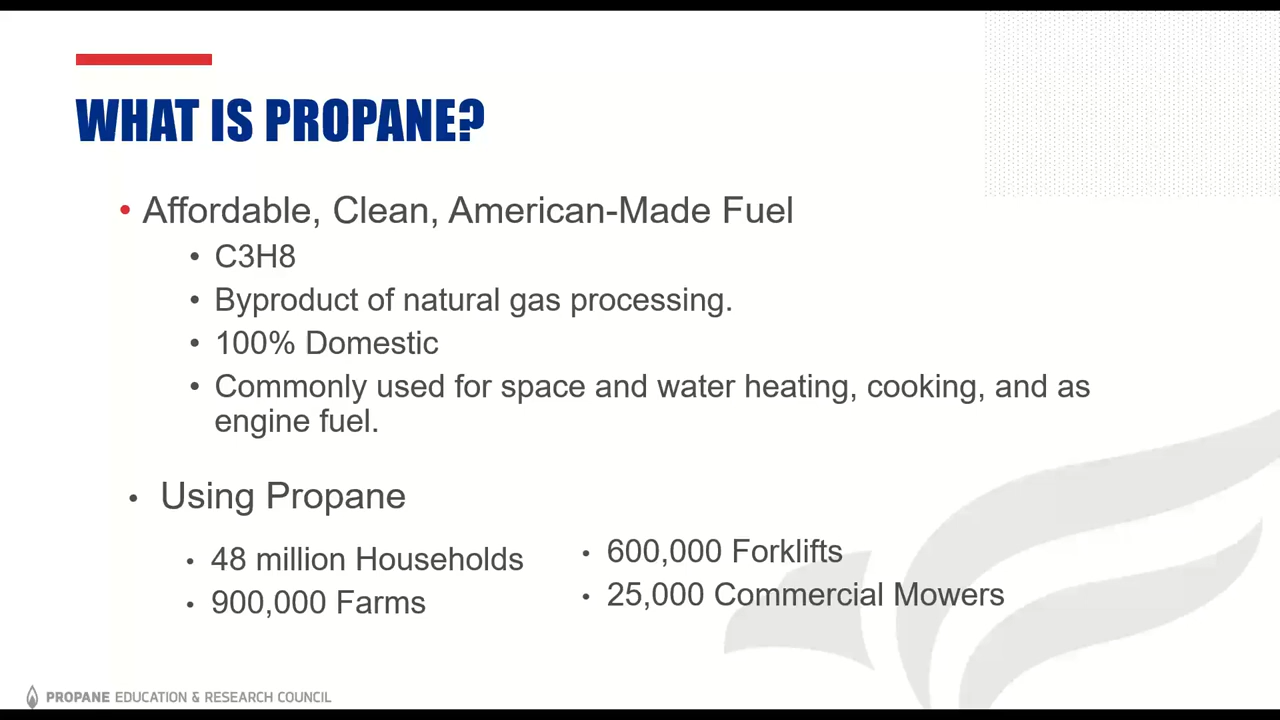 WHAT IS PROPANE?
• Affordable, Clean, American-Made Fuel
• C3H8
• Byproduct of natural gas processing.
• 100% Domestic
• Commonly used for space and water heating, cooking, and as
engine fuel.
• Using Propane
• 48 million Households
• 900,000 Farms
• 600,000 Forklifts
• 25,000 Commercial Mowers
PROPANE EDUCATION & RESEARCH COUNCIL